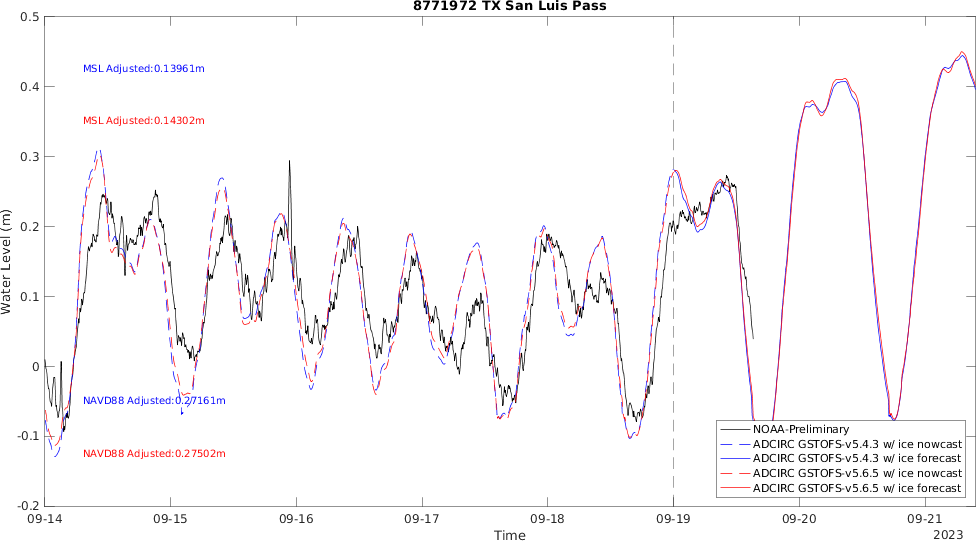 8771972 TX San Luis Pass
0.5
0.4
0.3
0.2
0.1
0
-0.1
-0.2
Water Level (m)
MSL Adjusted:0.13961m
MSL Adjusted:0.14302m
NAVD88 Adjusted:0.27161m
NAVD88 Adjusted:0.27502m
NOAA-Preliminary
ADCIRC GSTOFS-v5.4.3 w/ ice nowcast
ADCIRC GSTOFS-v5.4.3 w/ ice forecast
ADCIRC GSTOFS-v5.6.5 w/ ice nowcast
ADCIRC GSTOFS-v5.6.5 w/ ice forecast
09-14 09-15 09-16 09-17 09-18 09-19 09-20 09-21
Time
2023